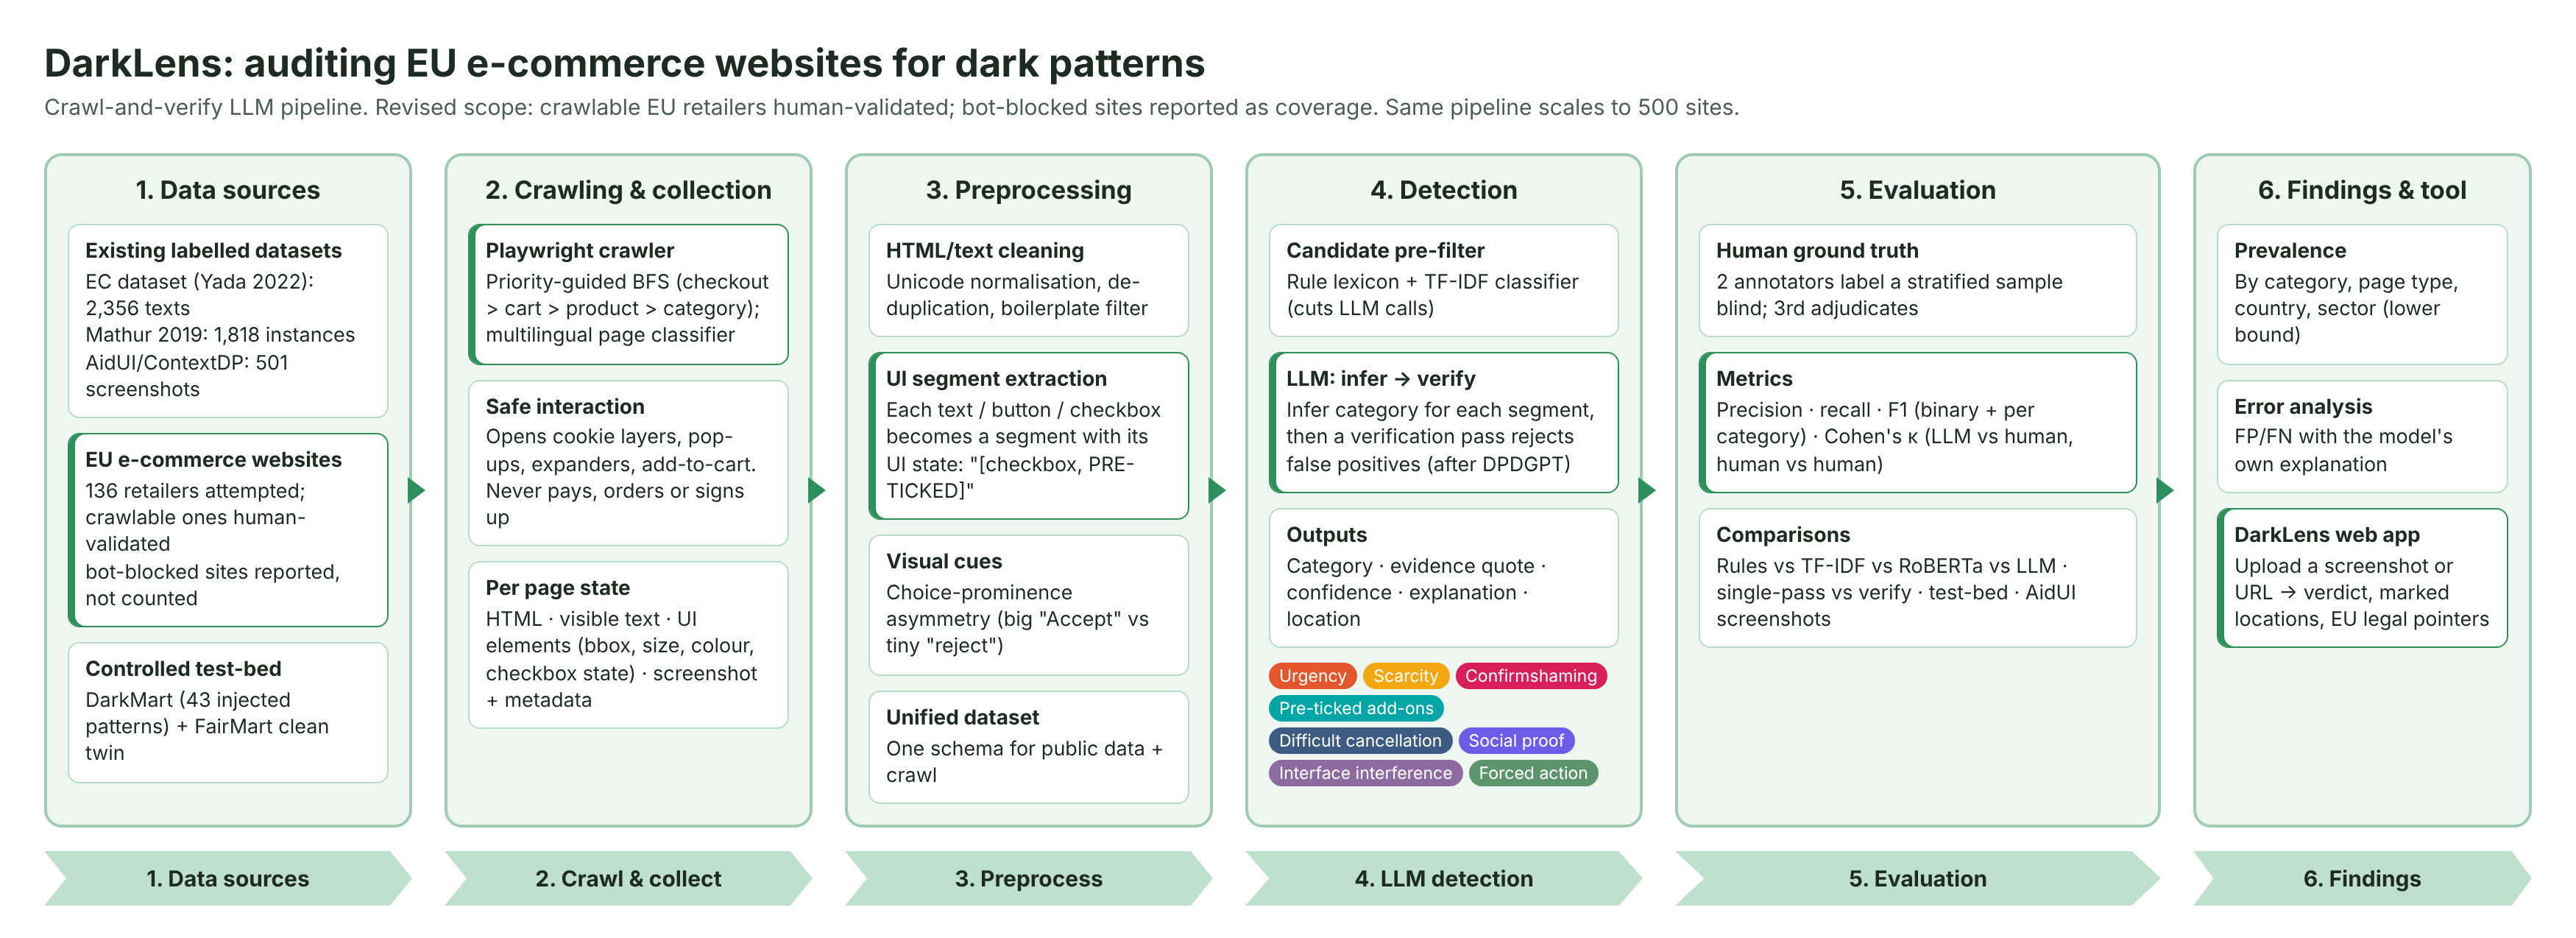 DarkLens: auditing EU e-commerce websites for dark patterns
Crawl-and-verify LLM pipeline. Revised scope: crawlable EU retailers human-validated; bot-blocked sites reported as coverage. Same pipeline scales to 500 sites.
1. Data sources
Existing labelled datasets
EC dataset (Yada 2022):
2,356 texts
Mathur 2019: 1,818 instances
AidUI/ContextDP: 501
screenshots
EU e-commerce websites
136 retailers attempted;
crawlable ones human-
validated
bot-blocked sites reported,
not counted
Controlled test-bed
DarkMart (43 injected
patterns) + FairMart clean
twin
2. Crawling & collection
Playwright crawler
Priority-guided BFS (checkout
> cart > product > category);
multilingual page classifier
Safe interaction
Opens cookie layers, pop-
ups, expanders, add-to-cart.
Never pays, orders or signs
up
Per page state
HTML · visible text · UI
elements (bbox, size, colour,
checkbox state) · screenshot
+ metadata
3. Preprocessing
HTML/text cleaning
Unicode normalisation, de-
duplication, boilerplate filter
UI segment extraction
Each text / button / checkbox
becomes a segment with its
UI state: "[checkbox, PRE-
TICKED]"
Visual cues
Choice-prominence
asymmetry (big "Accept" vs
tiny "reject")
Unified dataset
One schema for public data +
crawl
4. Detection
Candidate pre-filter
Rule lexicon + TF-IDF classifier
(cuts LLM calls)
LLM: infer → verify
Infer category for each segment,
then a verification pass rejects
false positives (after DPDGPT)
Outputs
Category · evidence quote ·
confidence · explanation ·
location
Urgency Scarcity Confirmshaming
Pre-ticked add-ons
Difficult cancellation Social proof
Interface interference Forced action
5. Evaluation
Human ground truth
2 annotators label a stratified sample
blind; 3rd adjudicates
Metrics
Precision · recall · F1 (binary + per
category) · Cohen's κ (LLM vs human,
human vs human)
Comparisons
Rules vs TF-IDF vs RoBERTa vs LLM ·
single-pass vs verify · test-bed · AidUI
screenshots
6. Findings & tool
Prevalence
By category, page type,
country, sector (lower
bound)
Error analysis
FP/FN with the model's
own explanation
DarkLens web app
Upload a screenshot or
URL → verdict, marked
locations, EU legal pointers
1. Data sources
2. Crawl & collect
3. Preprocess
4. LLM detection
5. Evaluation
6. Findings